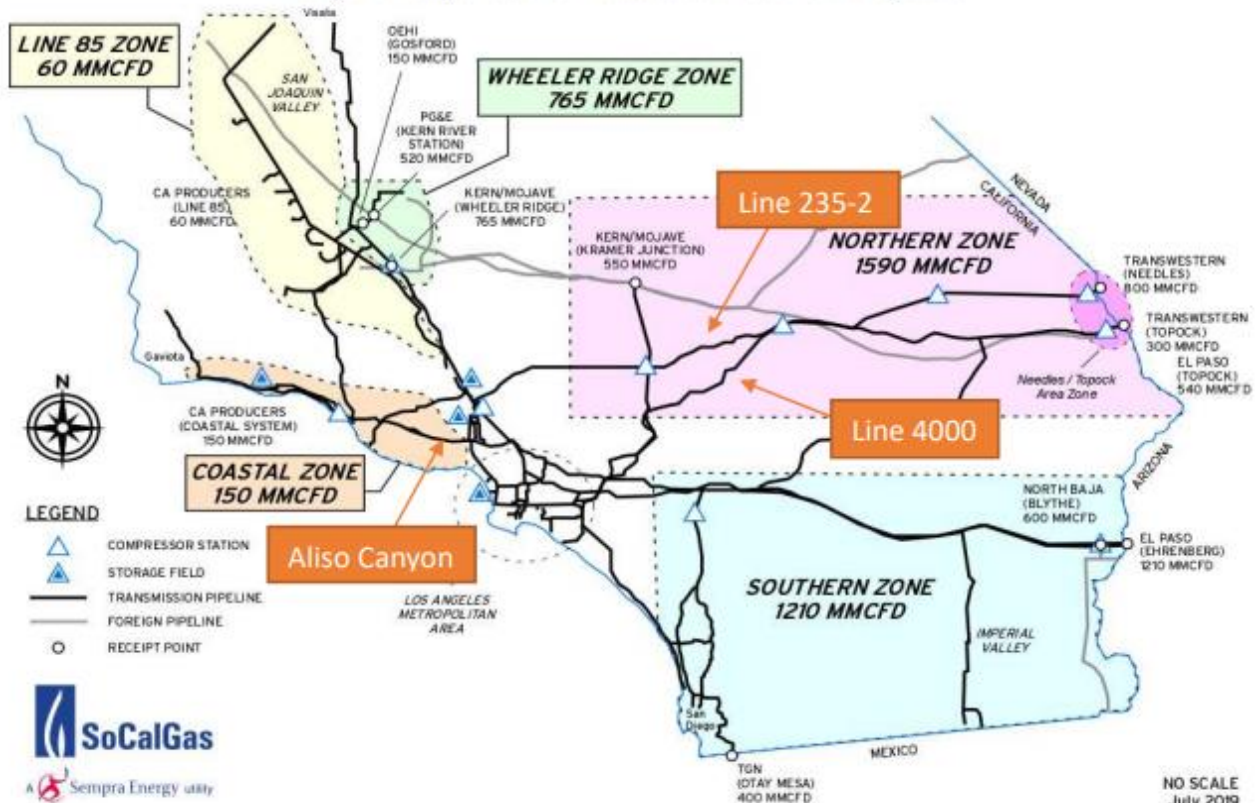 Visalia
LINE 85 ZONE
60 MMCFD
SAN
JOAQUIN
VALLEY
OEHI
(GOSFORD)
150 MMCFD
WHEELER RIDGE ZONE
765 MMCFD
PG&E
(KERN RIVER
STATION)
520 MMCFD
CA PRODUCERS
(LINE 85)
60 MMCFD
KERN/MOJAVE
(WHEELER RIDGE)
765 MMCFD
Line 235-2
NEVADA
CALIFORNIA
KERN/MOJAVE
(KRAMER JUNCTION)
550 MMCFD
NORTHERN ZONE
1590 MMCFD
TRANSWESTERN
(NEEDLES)
800 MMCFD
TRANSWESTERN
(TOPOCK)
300 MMCFD
EL PASO
(TOPOCK)
540 MMCFD
Needles / Topock
Area Zone
Gaviota
N
CA PRODUCERS
(COASTAL SYSTEM)
150 MMCFD
Line 4000
COASTAL ZONE
150 MMCFD
ARIZONA
NORTH BAJA
(BLYTHE)
600 MMCFD
EL PASO
(EHRENBERG)
1210 MMCFD
LEGEND
COMPRESSOR STATION
STORAGE FIELD
TRANSMISSION PIPELINE
FOREIGN PIPELINE
RECEIPT POINT
Aliso Canyon
LOS ANGELES
METROPOLITAN
AREA
SOUTHERN ZONE
1210 MMCFD
IMPERIAL
VALLEY
San
Diego
MEXICO
TGN
(OTAY MESA)
400 MMCFD
SoCalGas
A Sempra Energy utility
NO SCALE
July 2019